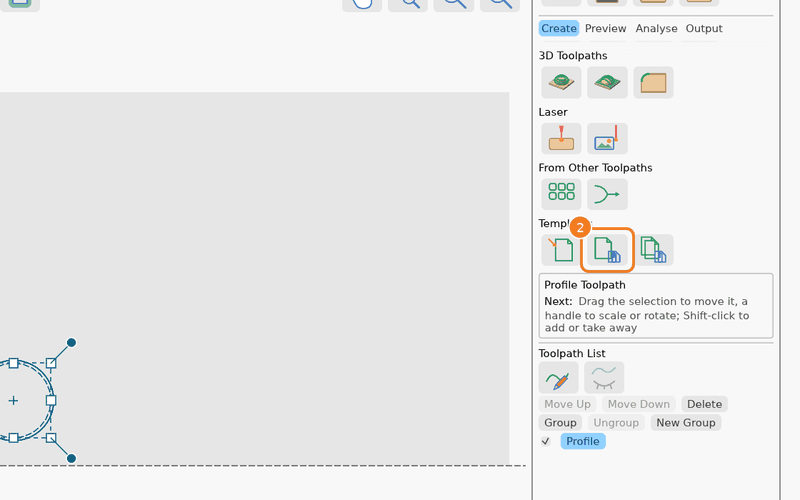 Create Preview Analyse Output
3D Toolpaths
Laser
From Other Toolpaths
2
Profile Toolpath
Next: Drag the selection to move it, a
handle to scale or rotate; Shift-click to
add or take away
Toolpath List
Move Up Move Down Delete
Group Ungroup New Group
Profile